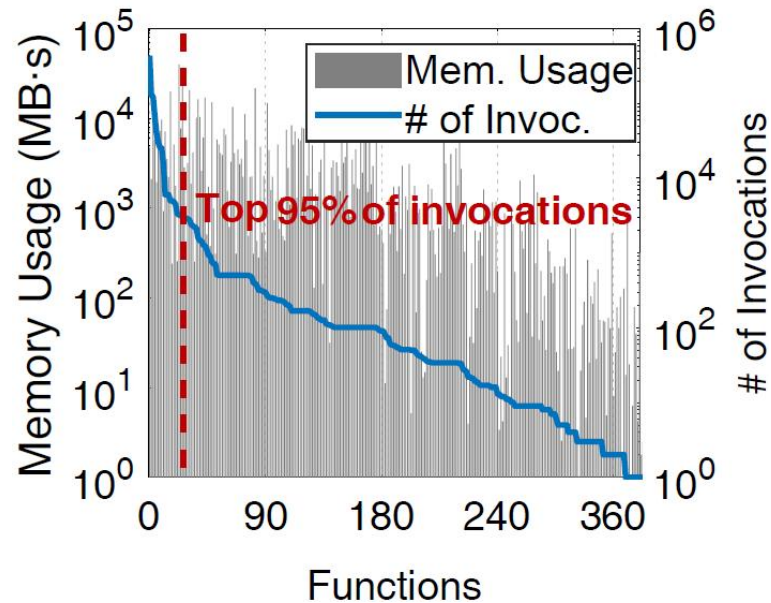 Memory Usage (MB·s)
10^5
10^4
10^3
10^2
10^1
10^0
Mem. Usage
# of Invoc.
Top 95% of invocations
10^6
10^4
10^2
10^0
# of Invocations
0 90 180 240 360
Functions